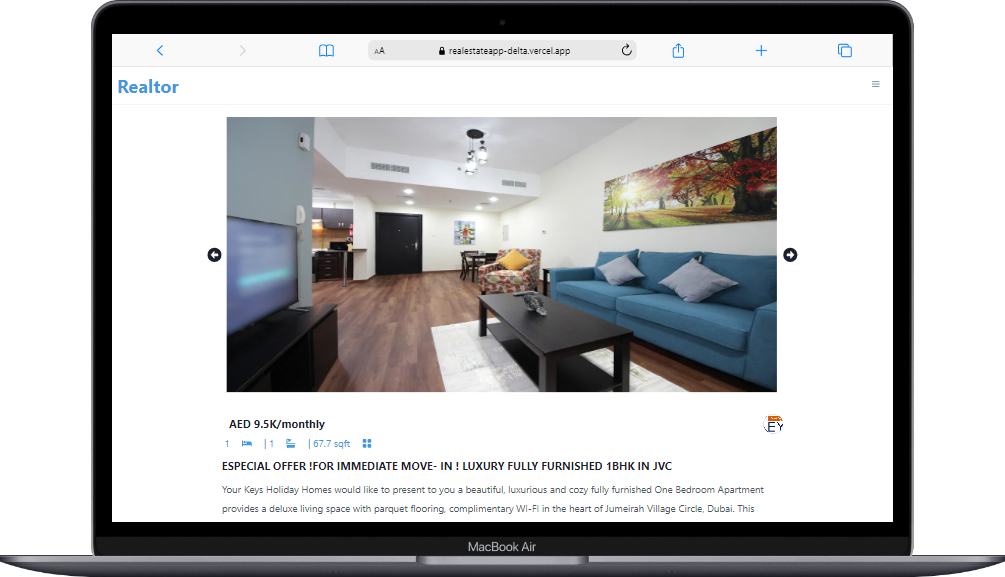 AA realestateapp-delta.vercel.app
Realtor
AED 9.5K/monthly
EY
1 | 1 | 67.7 sqft
ESPECIAL OFFER !FOR IMMEDIATE MOVE- IN ! LUXURY FULLY FURNISHED 1BHK IN JVC
Your Keys Holiday Homes would like to present to you a beautiful, luxurious and cozy fully furnished One Bedroom Apartment
provides a deluxe living space with parquet flooring, complimentary WI-FI in the heart of Jumeirah Village Circle, Dubai. This
MacBook Air